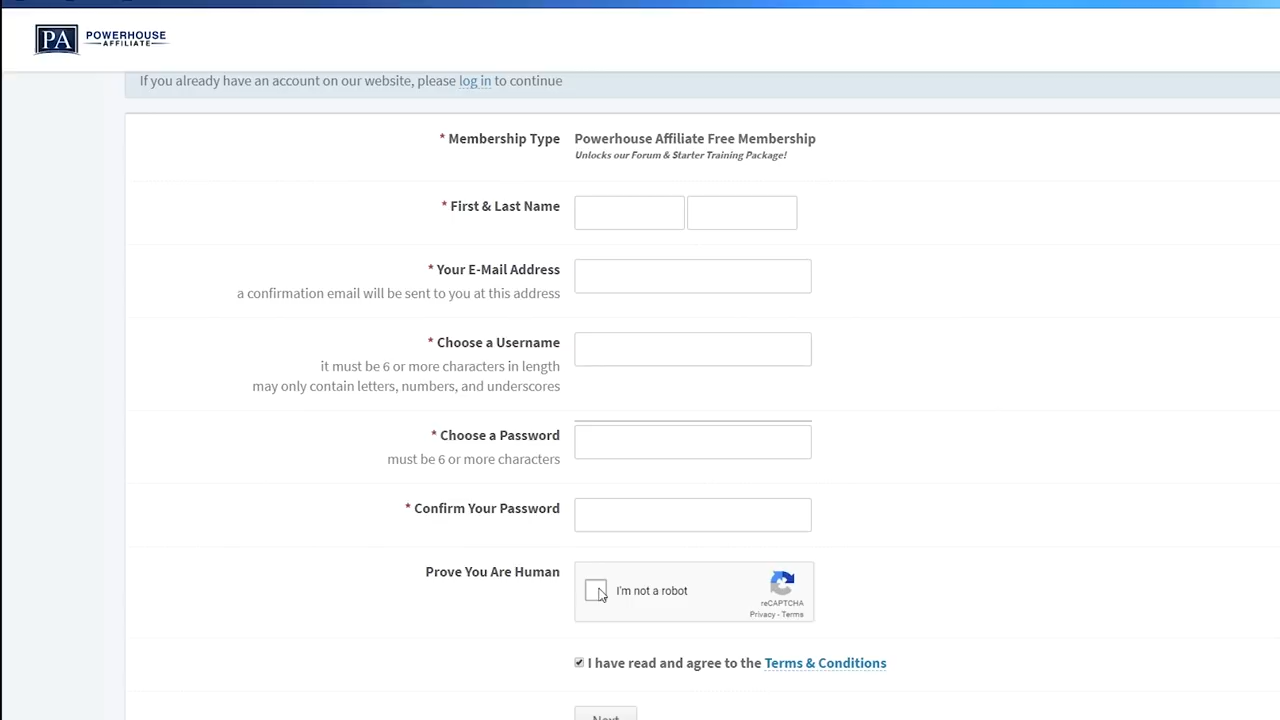 PA POWERHOUSE
AFFILIATE
If you already have an account on our website, please log in to continue
* Membership Type
Powerhouse Affiliate Free Membership
Unlocks our Forum & Starter Training Package!
* First & Last Name
* Your E-Mail Address
a confirmation email will be sent to you at this address
* Choose a Username
it must be 6 or more characters in length
may only contain letters, numbers, and underscores
* Choose a Password
must be 6 or more characters
* Confirm Your Password
Prove You Are Human
I'm not a robot
reCAPTCHA
Privacy - Terms
I have read and agree to the Terms & Conditions
Next